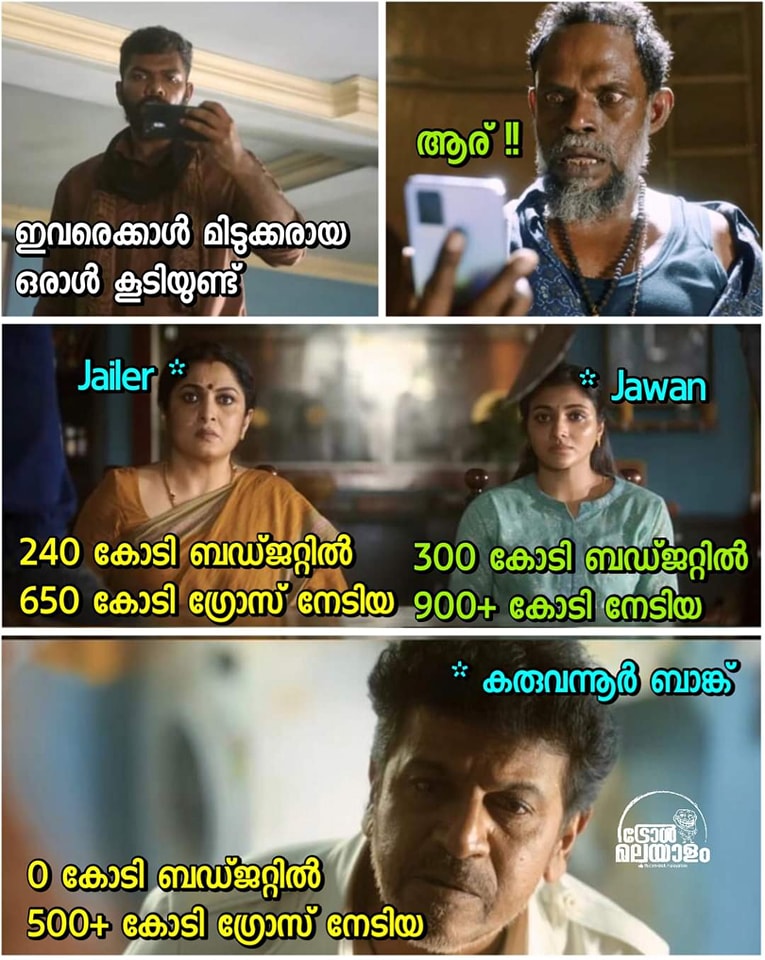 ഇവരെക്കാൾ മിടുക്കരായ
ഒരാൾ കൂടിയുണ്ട്
ആര് !!
Jailer *
* Jawan
240 കോടി ബഡ്ജറ്റിൽ
650 കോടി ഗ്രോസ് നേടിയ
300 കോടി ബഡ്ജറ്റിൽ
900+ കോടി നേടിയ
* കരുവന്നൂർ ബാങ്ക്
0 കോടി ബഡ്ജറ്റിൽ
500+ കോടി ഗ്രോസ് നേടിയ
ട്രോൾ
മലയാളം